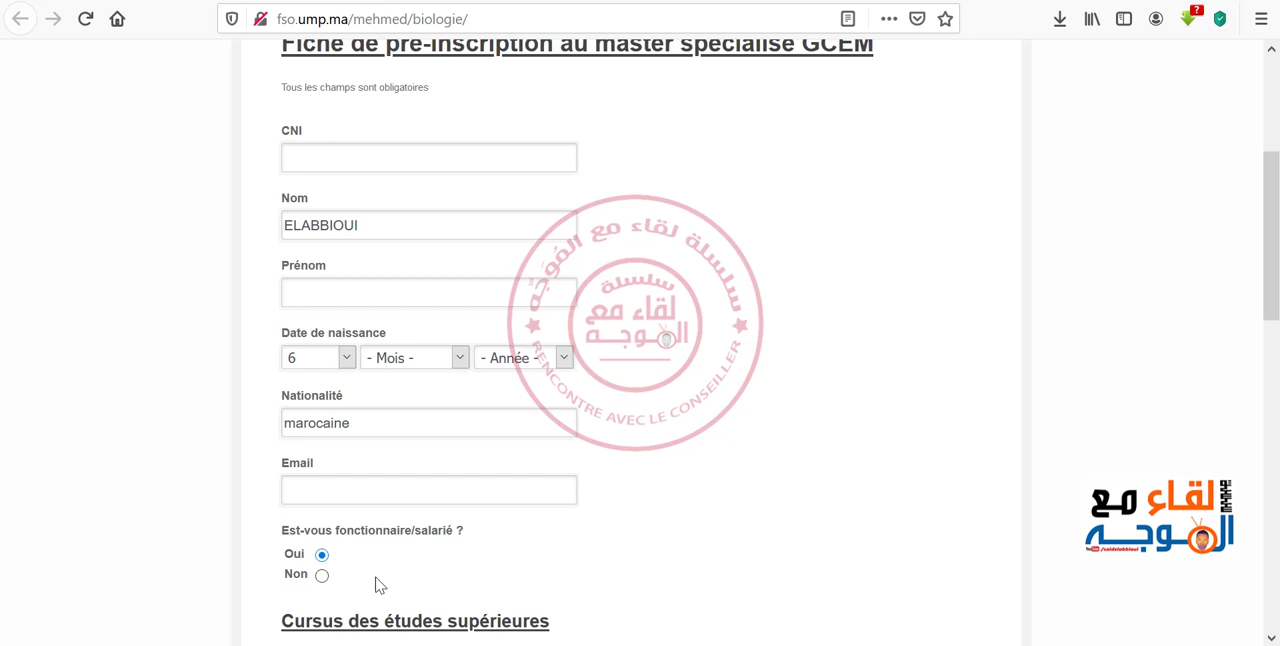 fso.ump.ma/mehmed/biologie/
Fiche de pré-inscription au master spécialisé GCEM
Tous les champs sont obligatoires
CNI
Nom
ELABBIOUI
Prénom
Date de naissance
6
- Mois -
- Année -
Nationalité
marocaine
Email
Est-vous fonctionnaire/salarié ?
Oui
Non
Cursus des études supérieures
سلسلة لقاء مع المُوَجِّه
سلسلة
لقاء مع
الموجه
RENCONTRE AVEC LE CONSEILLER
لقاء مع
الموجه
?